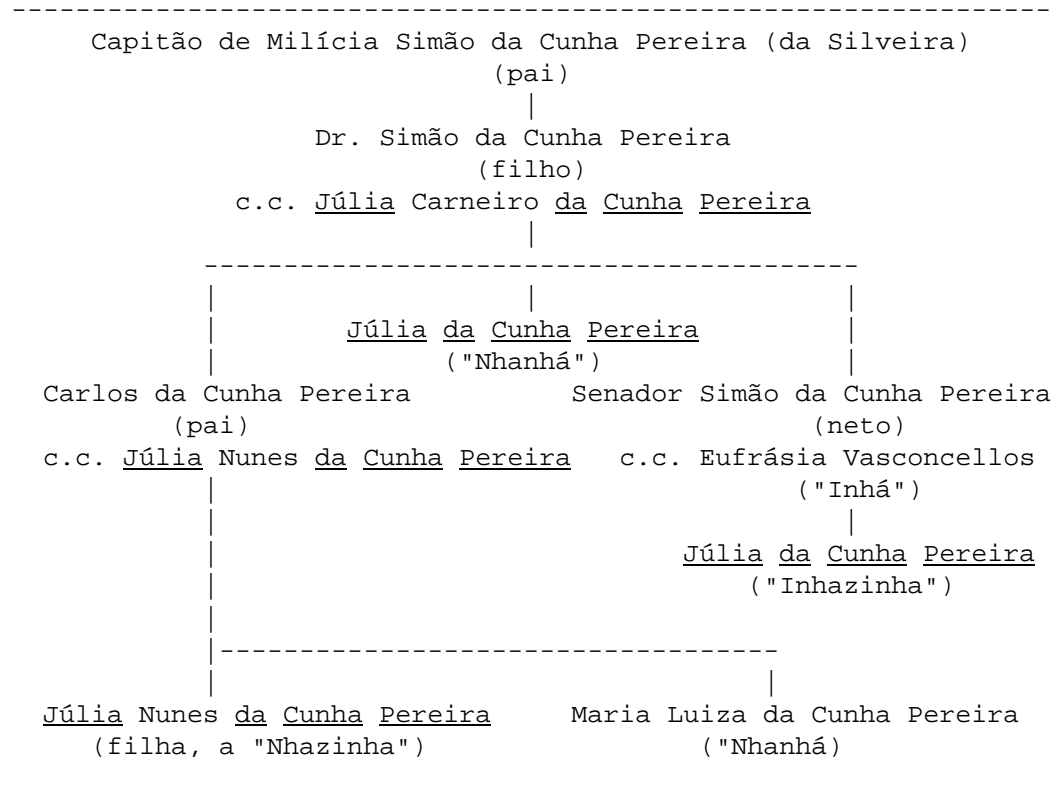 Capitão de Milícia Simão da Cunha Pereira (da Silveira)
(pai)
Dr. Simão da Cunha Pereira
(filho)
c.c. Júlia Carneiro da Cunha Pereira
Júlia da Cunha Pereira
("Nhanhá")
Carlos da Cunha Pereira Senador Simão da Cunha Pereira
(pai) (neto)
c.c. Júlia Nunes da Cunha Pereira c.c. Eufrásia Vasconcellos
("Inhá")
Júlia da Cunha Pereira
("Inhazinha")
Júlia Nunes da Cunha Pereira Maria Luiza da Cunha Pereira
(filha, a "Nhazinha") ("Nhanhá)